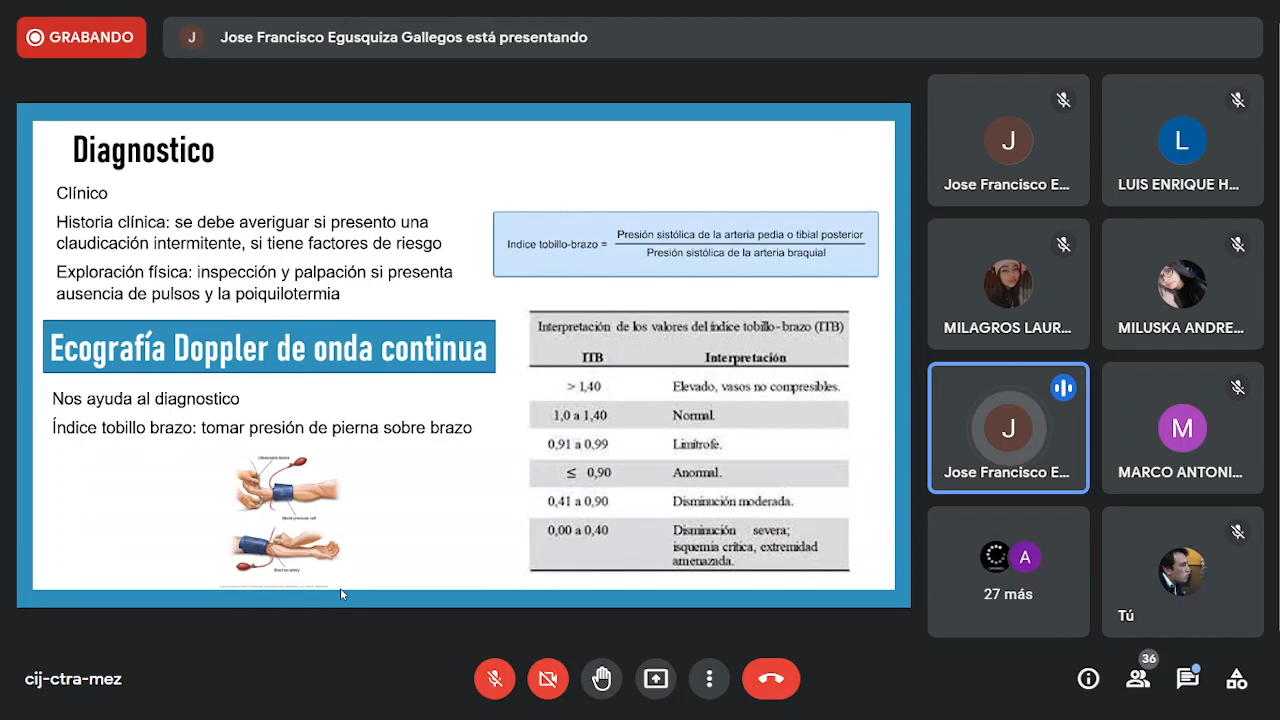 GRABANDO
J
Jose Francisco Egusquiza Gallegos está presentando
Diagnostico
Clínico
Historia clínica: se debe averiguar si presento una
claudicación intermitente, si tiene factores de riesgo
Exploración física: inspección y palpación si presenta
ausencia de pulsos y la poiquilotermia
Ecografía Doppler de onda continua
Nos ayuda al diagnostico
Índice tobillo brazo: tomar presión de pierna sobre brazo
Ultrasound device
Blood pressure cuff
Brachial artery
Indice tobillo-brazo =
Presión sistólica de la arteria pedia o tibial posterior
Presión sistólica de la arteria braquial
Interpretación de los valores del índice tobillo-brazo (ITB)
ITB Interpretación
> 1,40 Elevado, vasos no compresibles.
1,0 a 1,40 Normal.
0,91 a 0,99 Limítrofe.
≤ 0,90 Anormal.
0,41 a 0,90 Disminución moderada.
0,00 a 0,40 Disminución severa;
isquemia crítica, extremidad
amenazada.
J
Jose Francisco E...
L
LUIS ENRIQUE H...
MILAGROS LAUR...
MILUSKA ANDRE...
J
Jose Francisco E...
M
MARCO ANTONI...
A
27 más
Tú
cij-ctra-mez
36